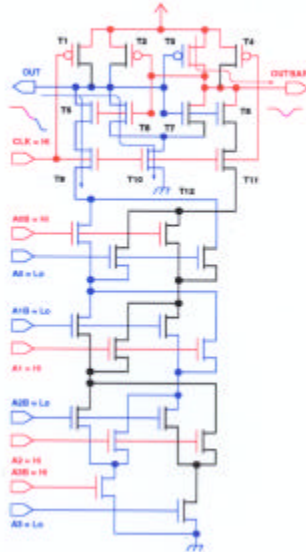 T1
T2
T3
T4
OUT
OUTBAR
T5
T6
T7
T8
CLK = Hi
T9
T10
T11
T12
A0B = Hi
A0 = Lo
A1B = Lo
A1 = Hi
A2B = Lo
A2 = Hi
A3B = Hi
A3 = Lo